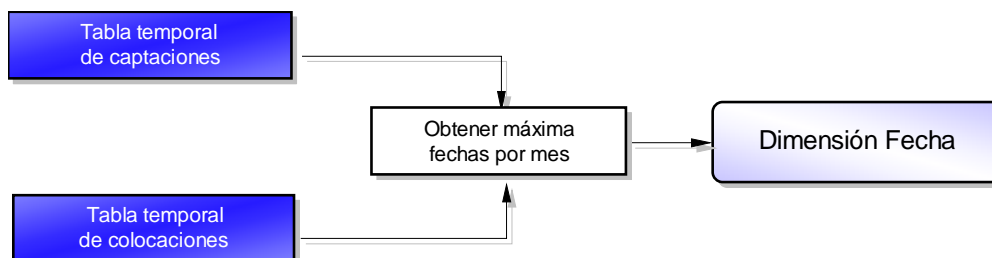 Tabla temporal
de captaciones
Obtener máxima
fechas por mes
Dimensión Fecha
Tabla temporal
de colocaciones